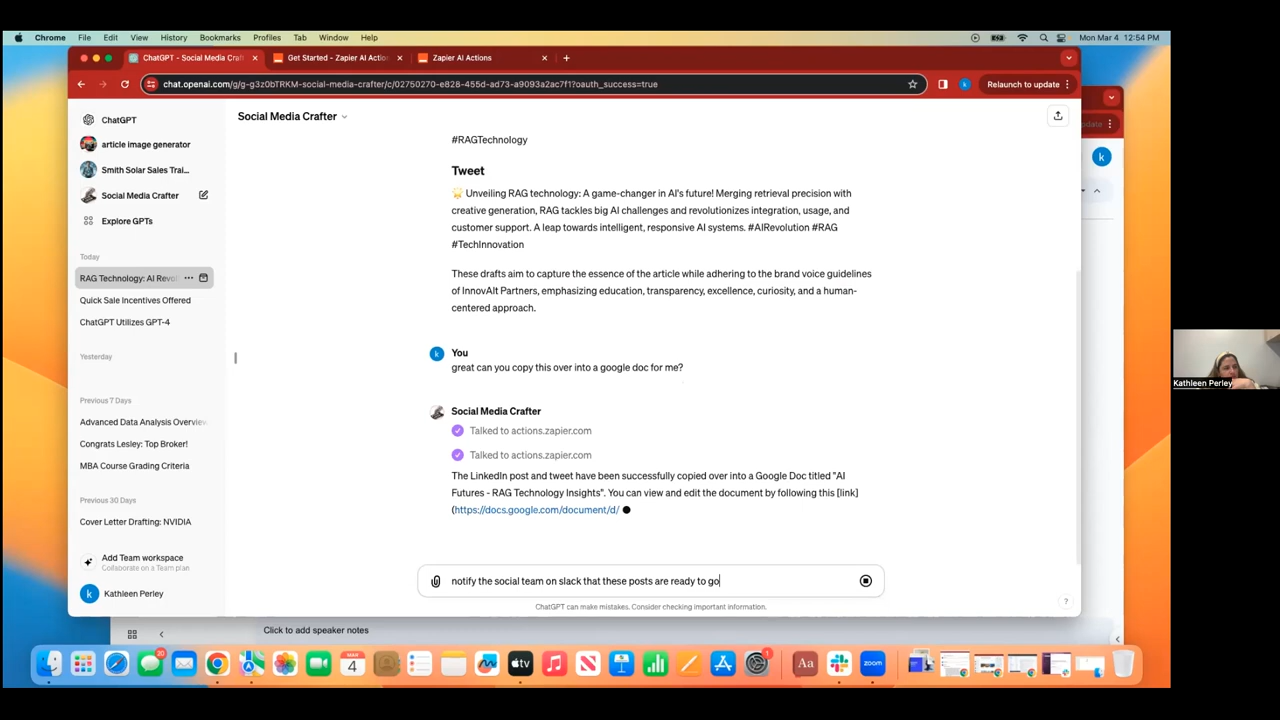 Chrome File Edit View History Bookmarks Profiles Tab Window Help
Mon Mar 4 12:54 PM
ChatGPT - Social Media Craft
Get Started - Zapier AI Action
Zapier AI Actions
chat.openai.com/g/g-g3z0bTRKM-social-media-crafter/c/02750270-e828-455d-ad73-a9093a2ac7f1?oauth_success=true
Relaunch to update
ChatGPT
article image generator
Smith Solar Sales Trai...
Social Media Crafter
Explore GPTs
Today
RAG Technology: AI Revol
Quick Sale Incentives Offered
ChatGPT Utilizes GPT-4
Yesterday
Previous 7 Days
Advanced Data Analysis Overview
Congrats Lesley: Top Broker!
MBA Course Grading Criteria
Previous 30 Days
Cover Letter Drafting: NVIDIA
Add Team workspace
Collaborate on a Team plan
k Kathleen Perley
Social Media Crafter
#RAGTechnology
Tweet
Unveiling RAG technology: A game-changer in AI's future! Merging retrieval precision with
creative generation, RAG tackles big AI challenges and revolutionizes integration, usage, and
customer support. A leap towards intelligent, responsive AI systems. #AIRevolution #RAG
#TechInnovation
These drafts aim to capture the essence of the article while adhering to the brand voice guidelines
of InnovAIt Partners, emphasizing education, transparency, excellence, curiosity, and a human-
centered approach.
k You
great can you copy this over into a google doc for me?
Social Media Crafter
Talked to actions.zapier.com
Talked to actions.zapier.com
The LinkedIn post and tweet have been successfully copied over into a Google Doc titled "AI
Futures - RAG Technology Insights". You can view and edit the document by following this [link]
(https://docs.google.com/document/d/
notify the social team on slack that these posts are ready to go
ChatGPT can make mistakes. Consider checking important information.
?
k
Click to add speaker notes
Kathleen Perley
20
MAR
4
1
Aa
zoom